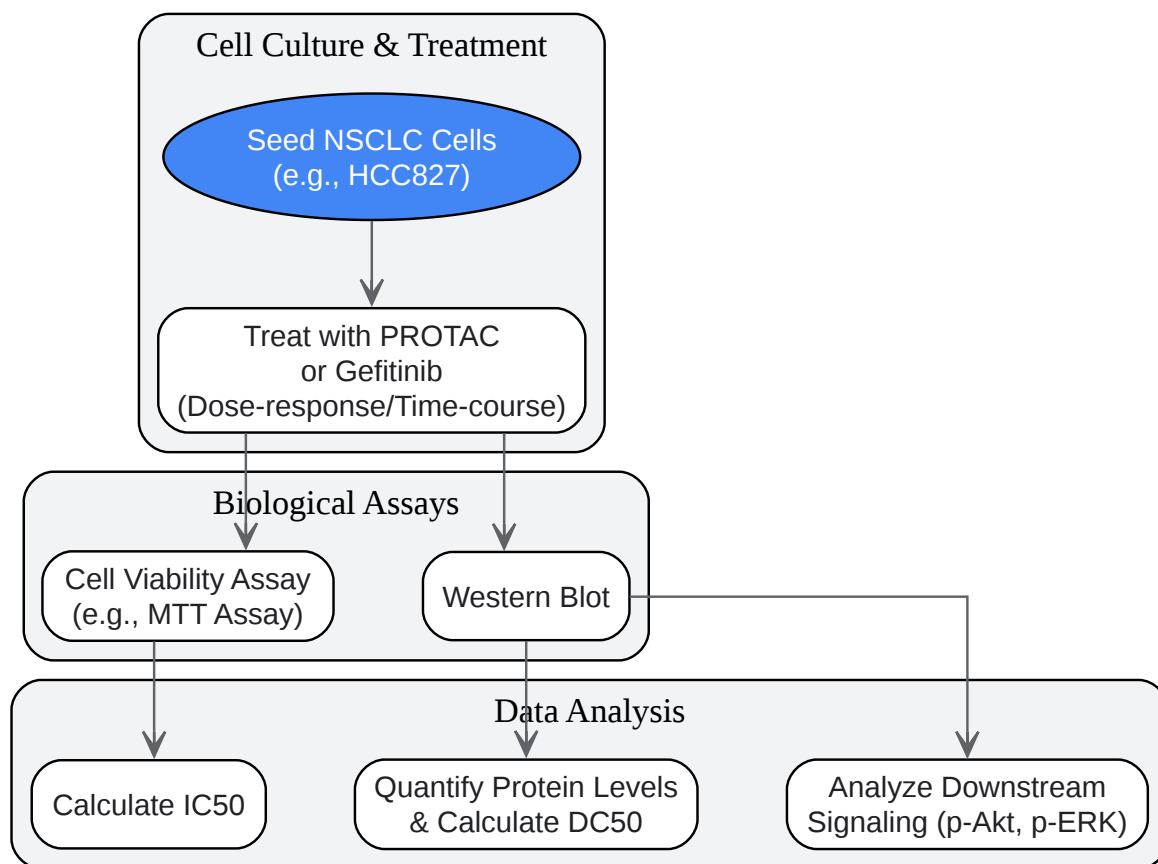 Cell Culture & Treatment
Seed NSCLC Cells
(e.g., HCC827)
Treat with PROTAC
or Gefitinib
(Dose-response/Time-course)
Biological Assays
Cell Viability Assay
(e.g., MTT Assay)
Western Blot
Data Analysis
Calculate IC50
Quantify Protein Levels
& Calculate DC50
Analyze Downstream
Signaling (p-Akt, p-ERK)